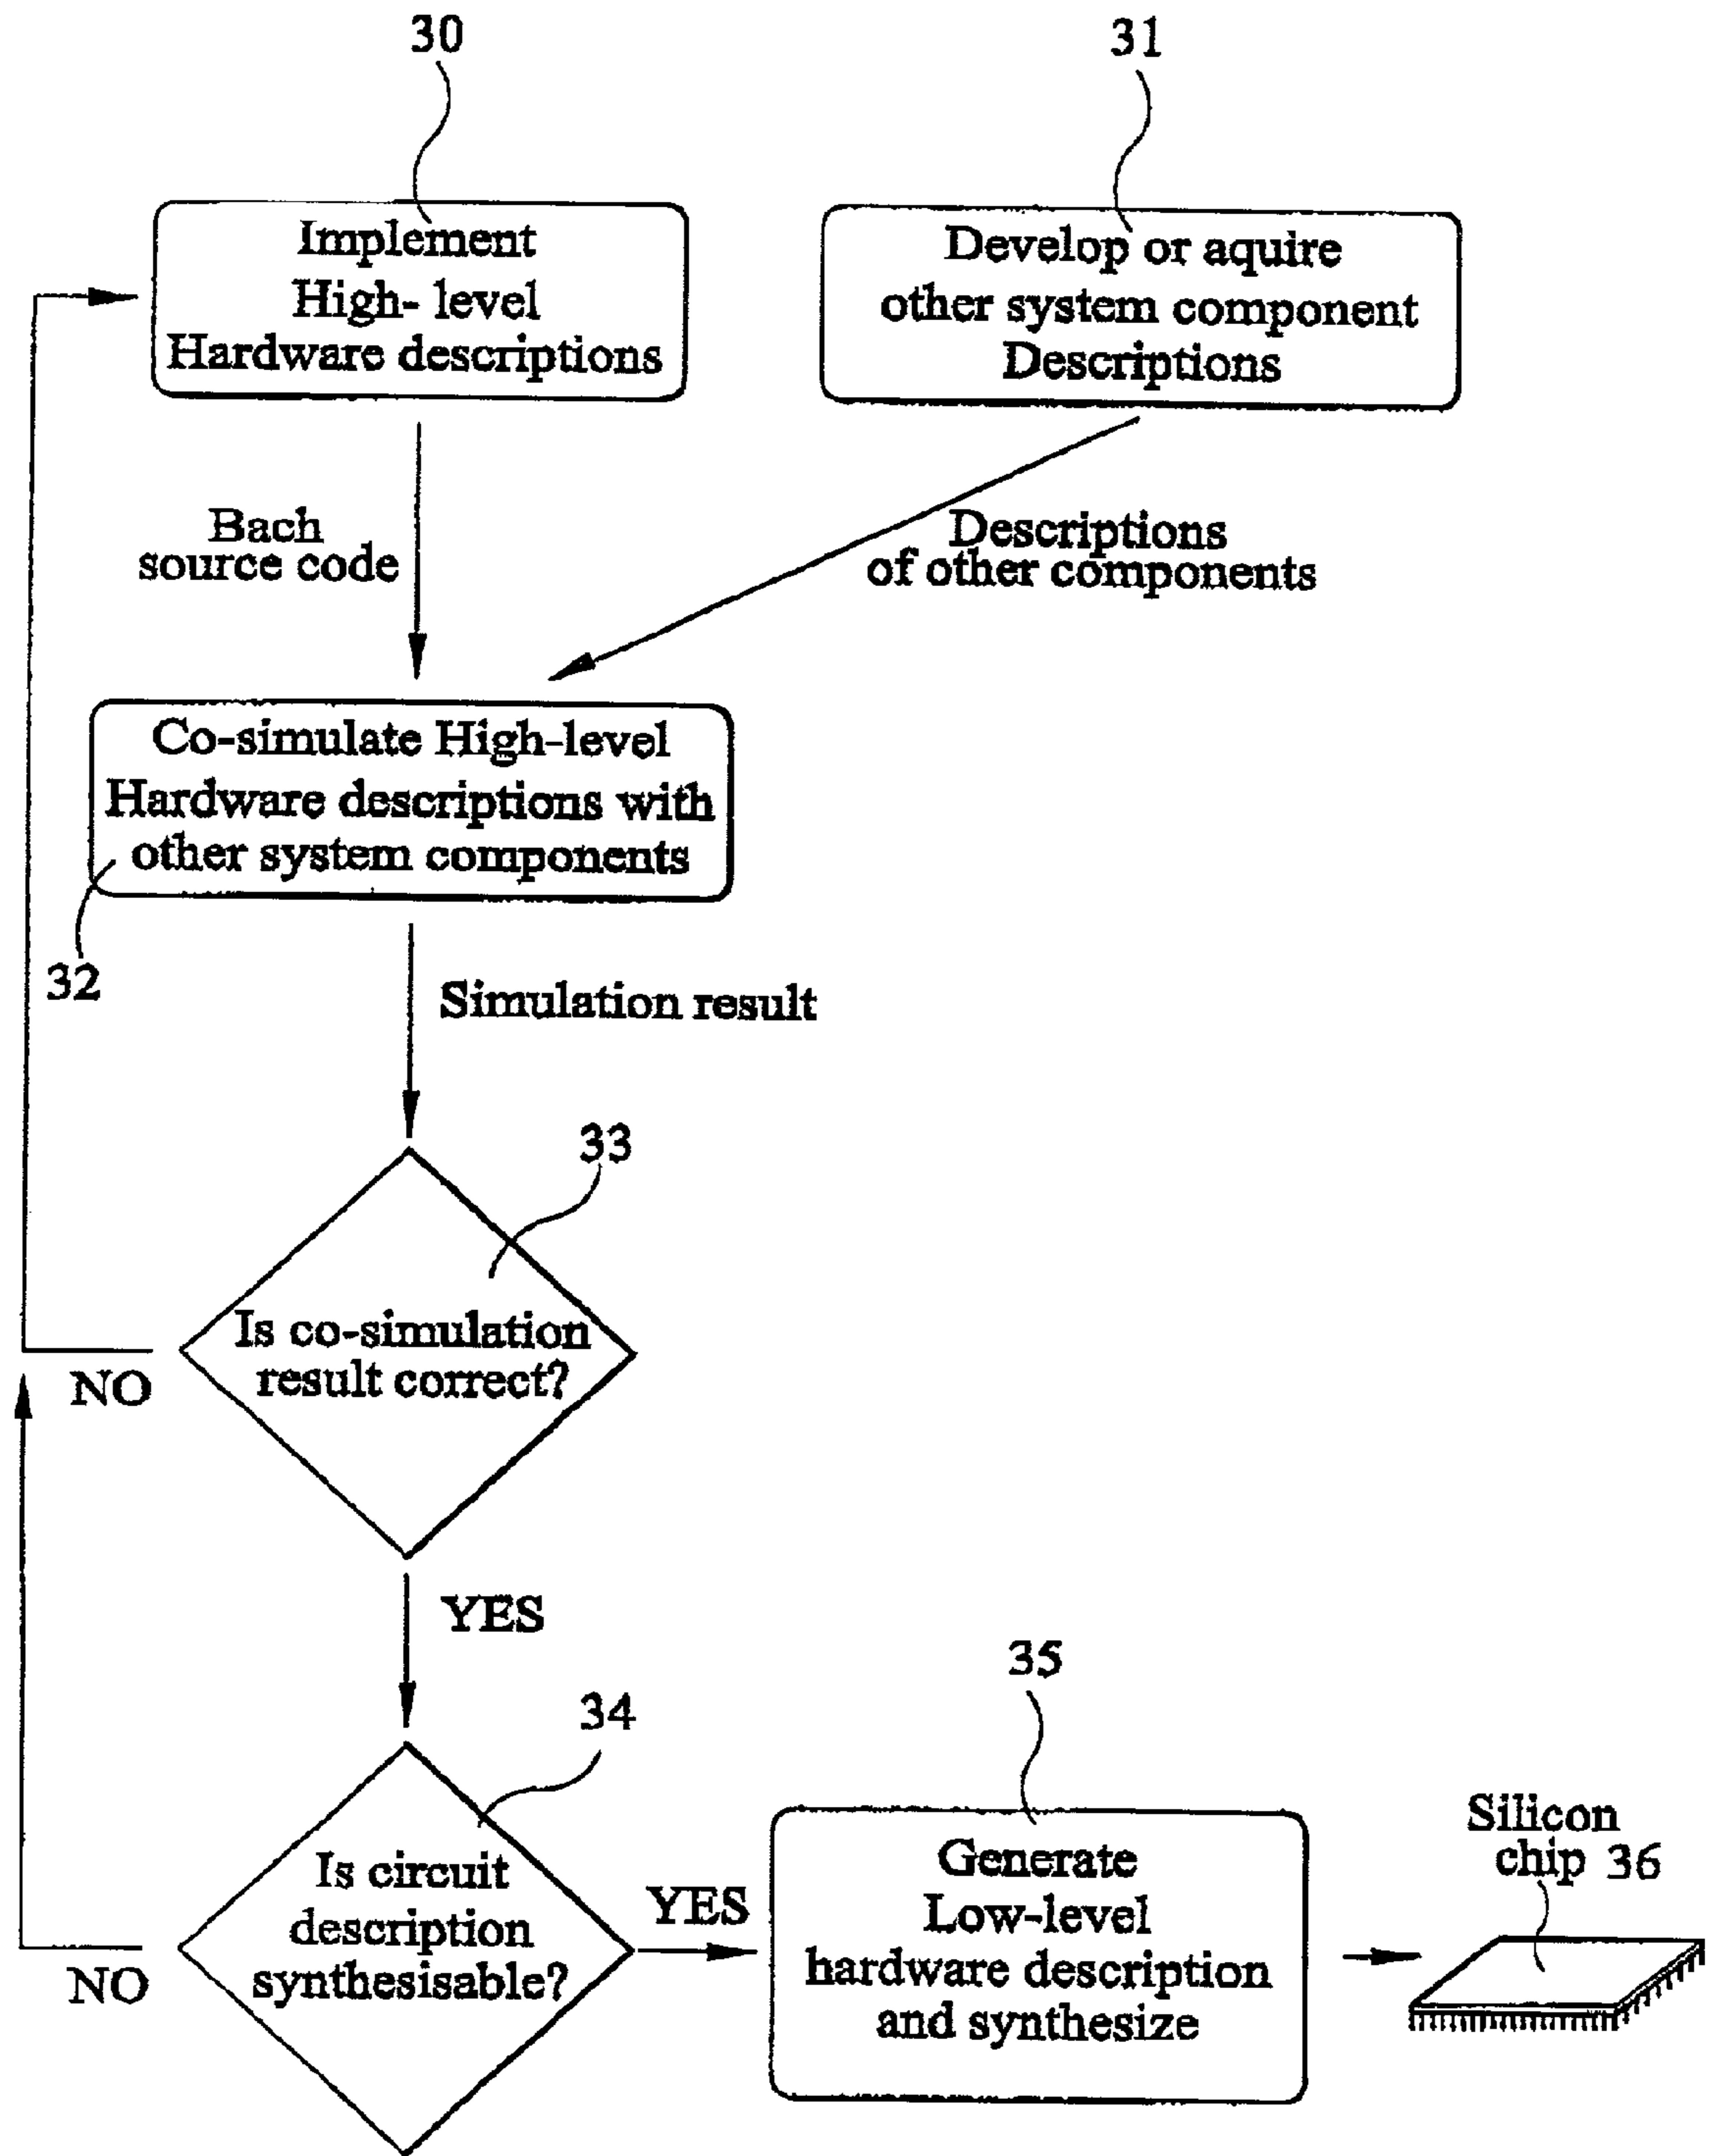 30
31
Implement
High- level
Hardware descriptions
Develop or aquire
other system component
Descriptions
Bach
source code
Descriptions
of other components
Co-simulate High-level
Hardware descriptions with
other system components
32
Simulation result
33
Is co-simulation
result correct?
NO
YES
34
35
Is circuit
description
synthesisable?
NO
YES
Generate
Low-level
hardware description
and synthesize
Silicon
chip 36